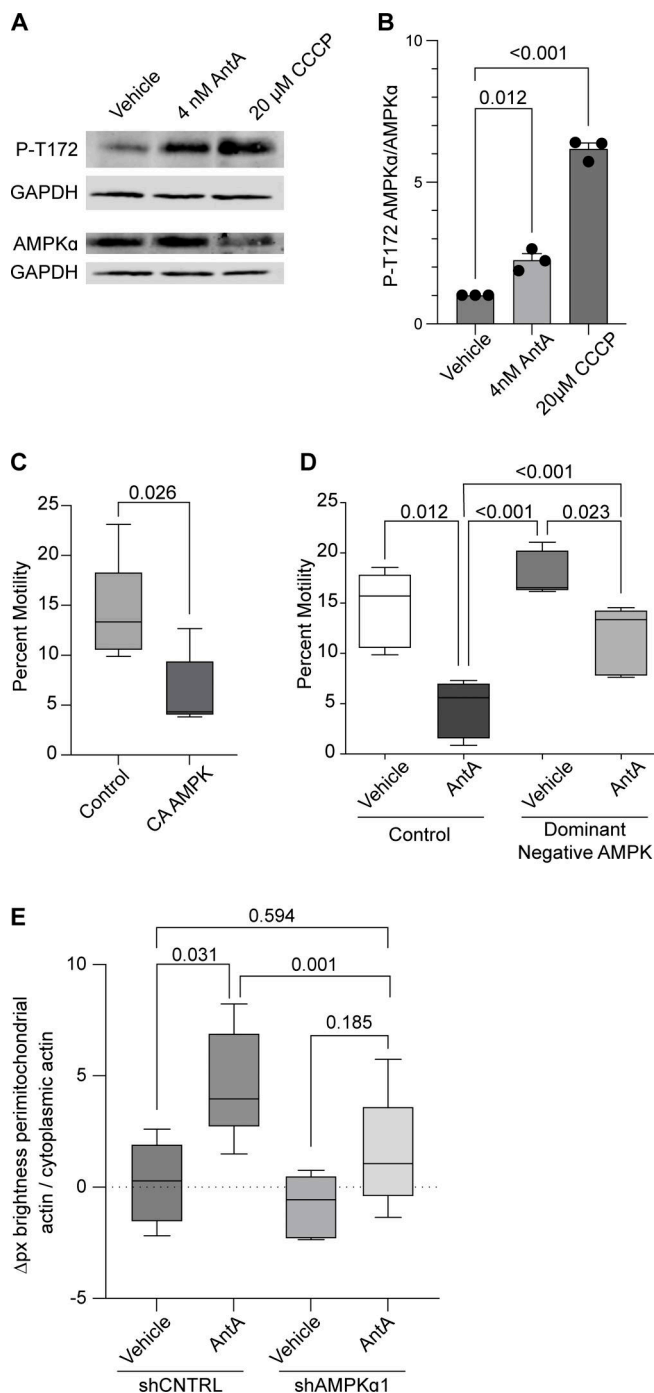 A
Vehicle
4 nM AntA
20 µM CCCP
P-T172
GAPDH
AMPKɑ
GAPDH
B
P-T172 AMPKɑ/AMPKɑ
10
5
0
<0.001
0.012
Vehicle
4nM AntA
20µM CCCP
C
Percent Motility
25
20
15
10
5
0
0.026
Control
CA AMPK
D
Percent Motility
25
20
15
10
5
0
<0.001
0.012
<0.001
0.023
Vehicle
AntA
Vehicle
AntA
Control
Dominant
Negative AMPK
E
Δpx brightness perimitochondrial
actin / cytoplasmic actin
10
5
0
-5
0.594
0.031
0.001
0.185
Vehicle
AntA
Vehicle
AntA
shCNTRL
shAMPKɑ1